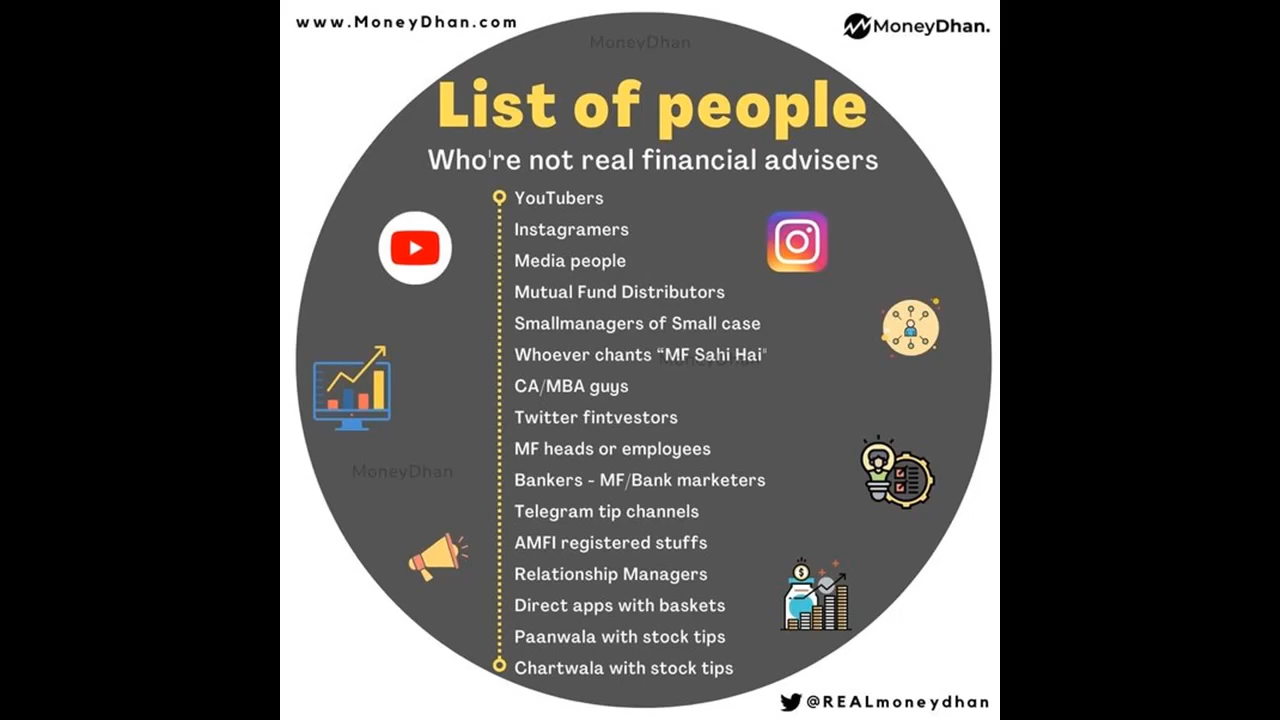 www.MoneyDhan.com
MoneyDhan.
MoneyDhan
List of people
Who're not real financial advisers
YouTubers
Instagramers
Media people
Mutual Fund Distributors
Smallmanagers of Small case
Whoever chants “MF Sahi Hai"
MoneyDhan
CA/MBA guys
Twitter fintvestors
MF heads or employees
MoneyDhan
Bankers - MF/Bank marketers
Telegram tip channels
AMFI registered stuffs
Relationship Managers
Direct apps with baskets
Paanwala with stock tips
Chartwala with stock tips
@REALmoneydhan